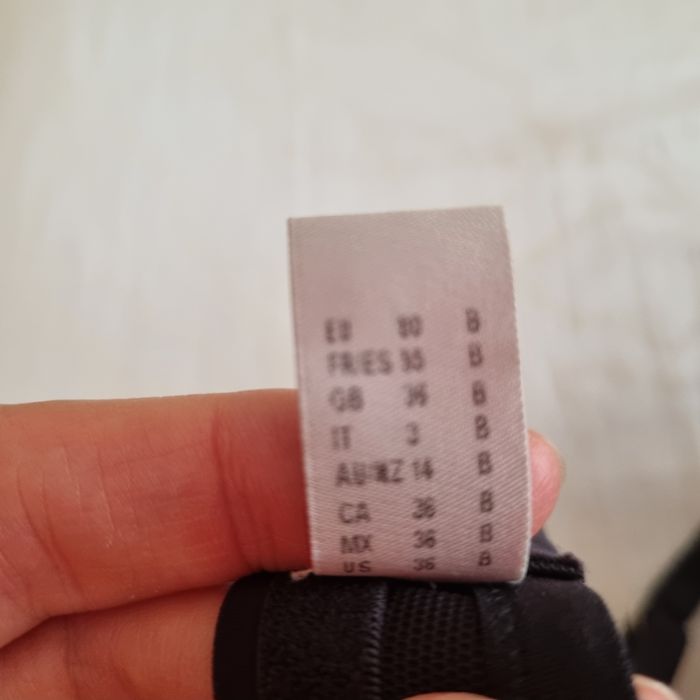 EU 80 B
FR/ES 95 B
GB 36 B
IT 3 B
AU/NZ 14 B
CA 36 B
MX 36 B
US 36 B